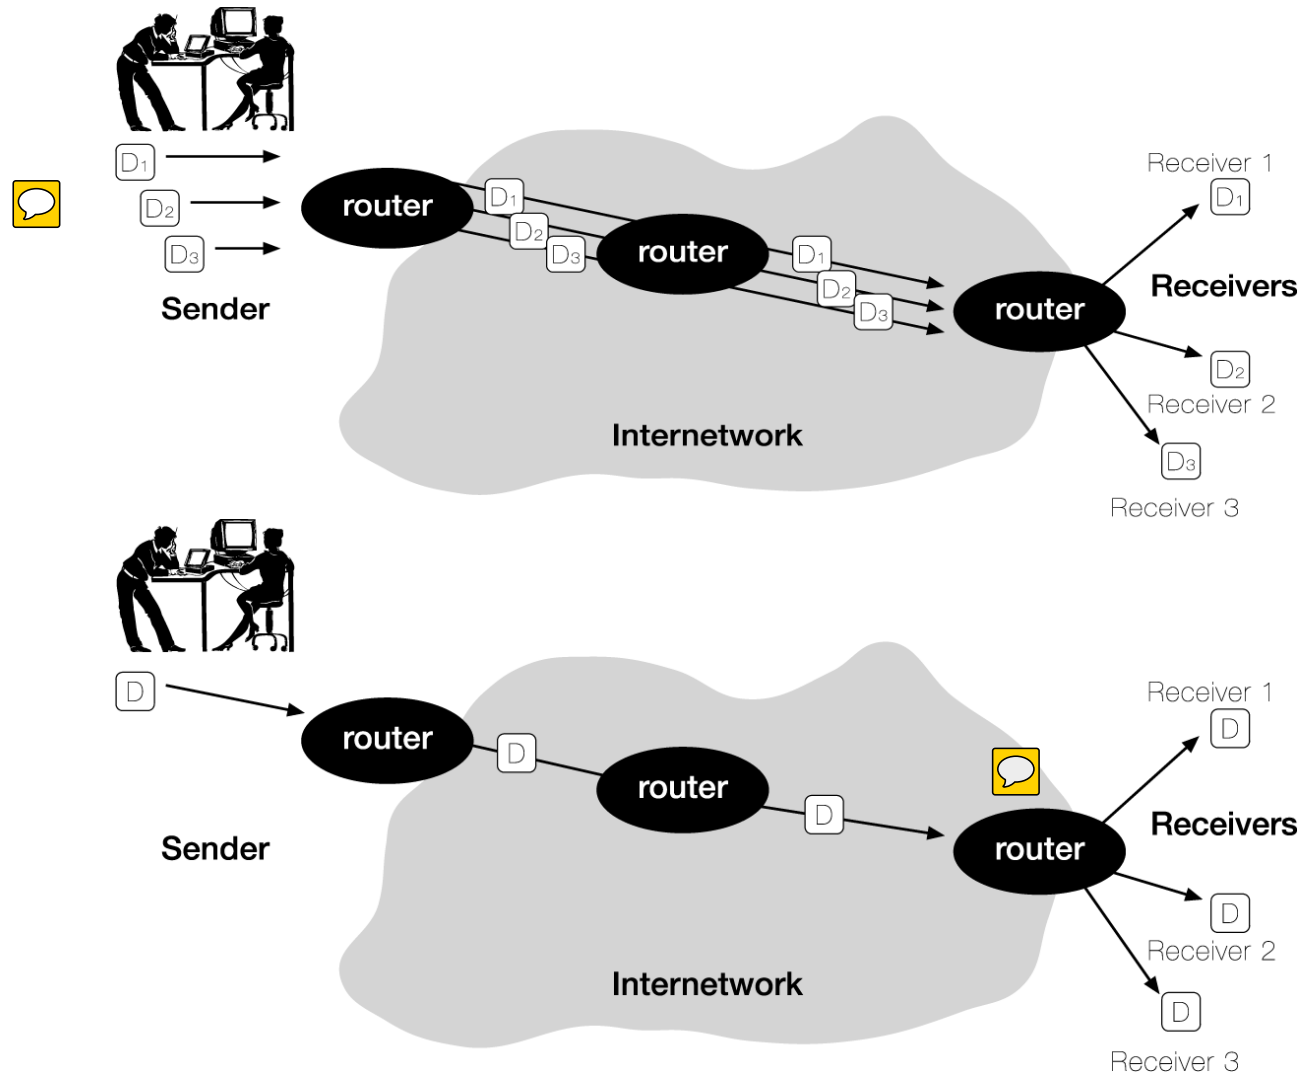 D1
D2
D3
Sender
router
D1
D2
D3
router
D1
D2
D3
router
Internetwork
Receiver 1
D1
Receivers
D2
Receiver 2
D3
Receiver 3
D
Sender
router
D
router
D
router
Internetwork
Receiver 1
D
Receivers
D
Receiver 2
D
Receiver 3